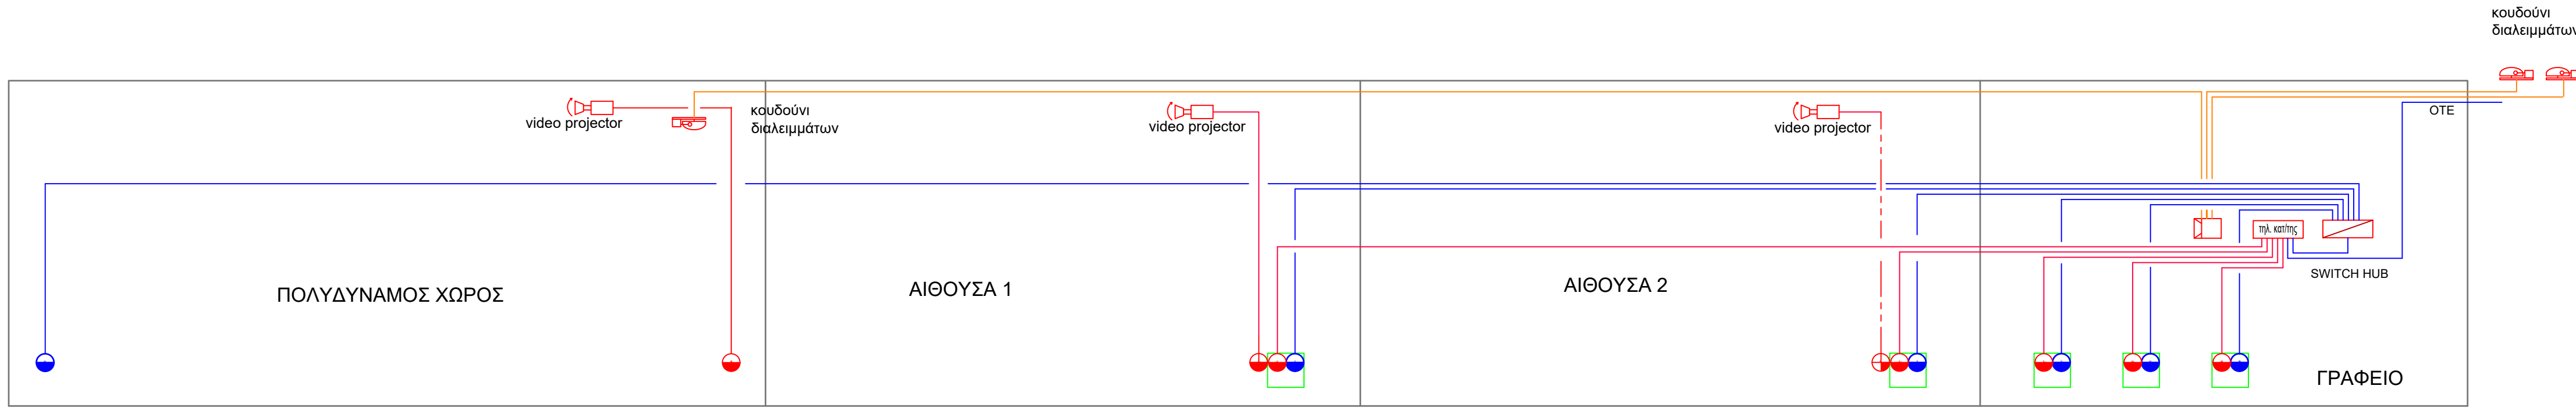 κουδούνι
διαλειμμάτων
κουδούνι
διαλειμμάτων
video projector
video projector
video projector
OTE
τηλ. κατ/της
SWITCH HUB
ΠΟΛΥΔΥΝΑΜΟΣ ΧΩΡΟΣ
ΑΙΘΟΥΣΑ 1
ΑΙΘΟΥΣΑ 2
ΓΡΑΦΕΙΟ